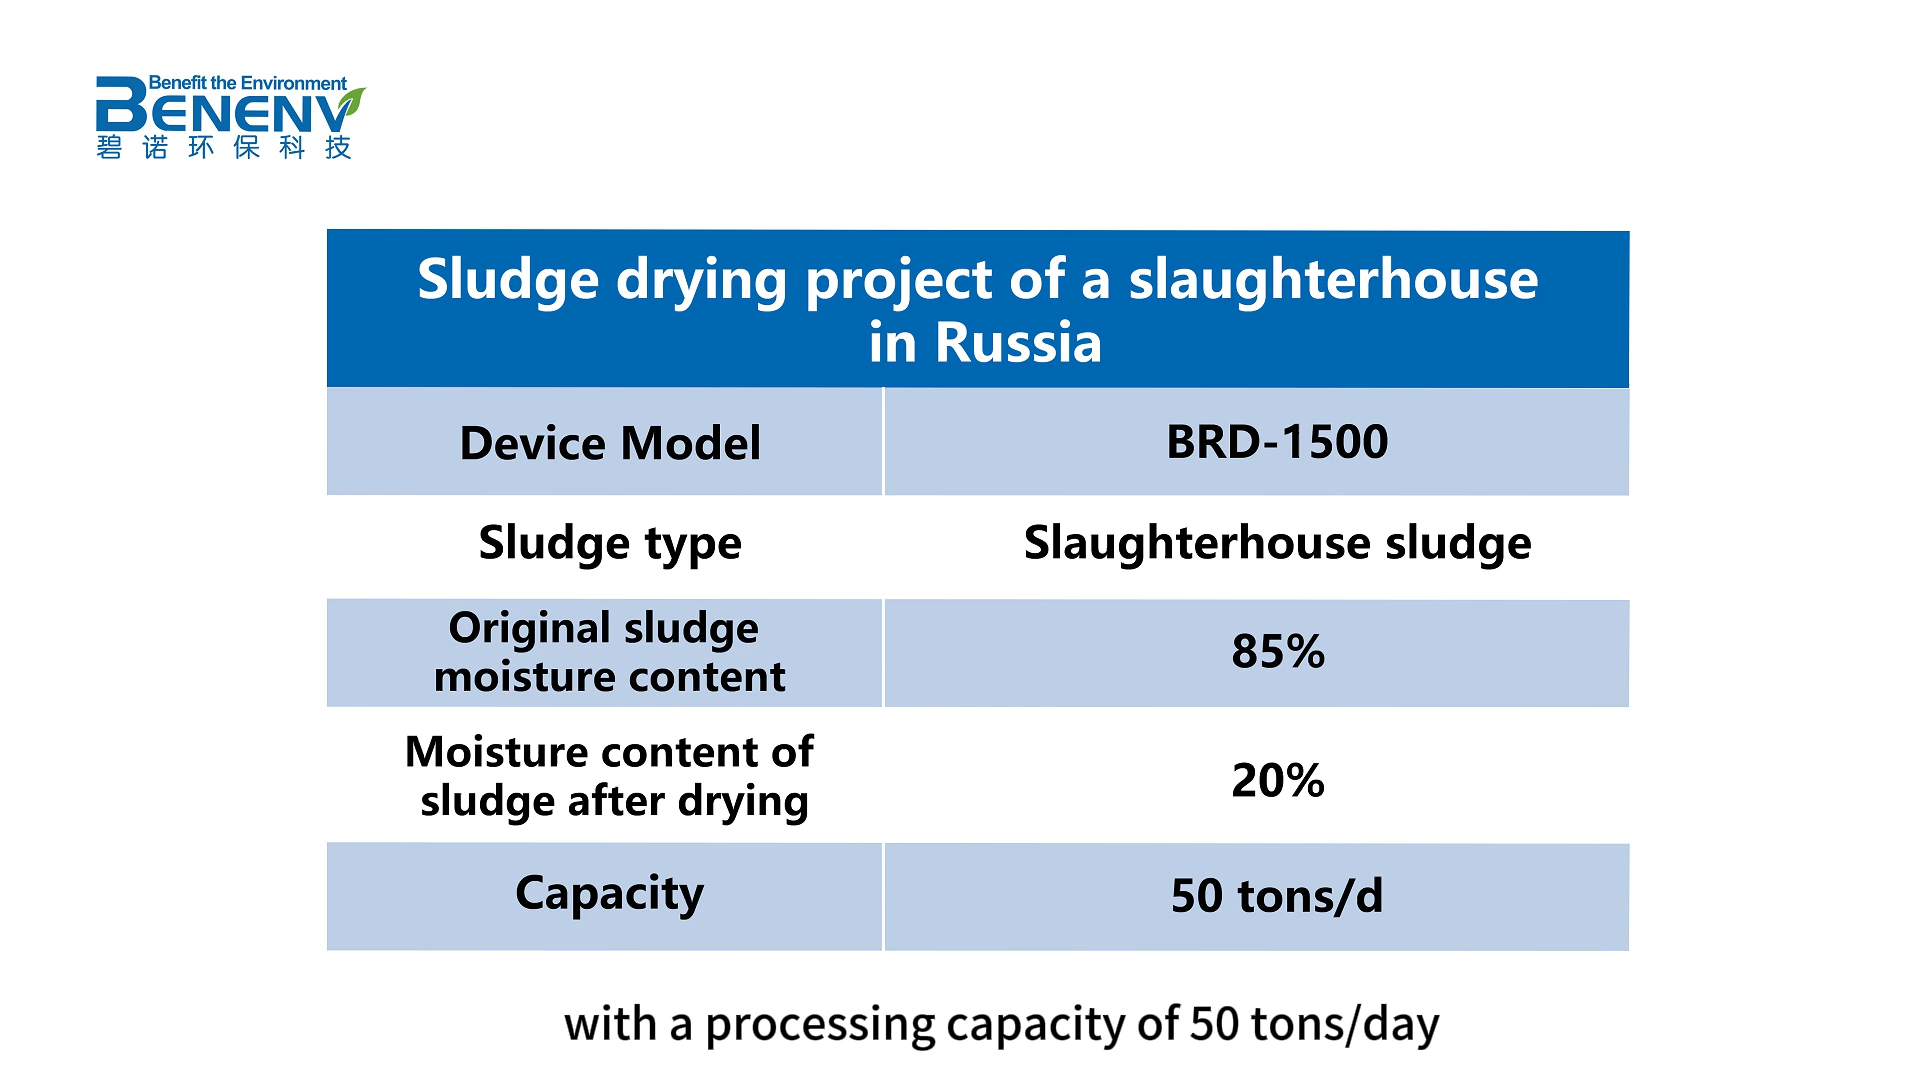 Benefit the Environment
BENENV
碧诺环保科技
Sludge drying project of a slaughterhouse
in Russia
Device Model
BRD-1500
Sludge type
Slaughterhouse sludge
Original sludge
moisture content
85%
Moisture content of
sludge after drying
20%
Capacity
50 tons/d
with a processing capacity of 50 tons/day